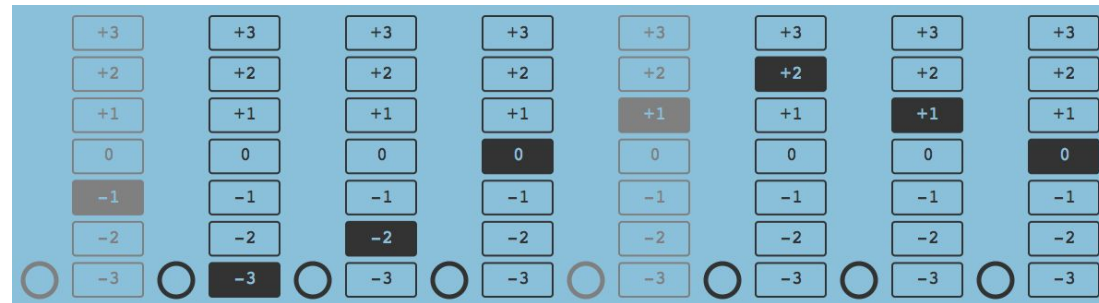 +3 +3 +3 +3 +3 +3 +3 +3
+2 +2 +2 +2 +2 +2 +2 +2
+1 +1 +1 +1 +1 +1 +1 +1
0 0 0 0 0 0 0 0
-1 -1 -1 -1 -1 -1 -1 -1
-2 -2 -2 -2 -2 -2 -2 -2
-3 -3 -3 -3 -3 -3 -3 -3